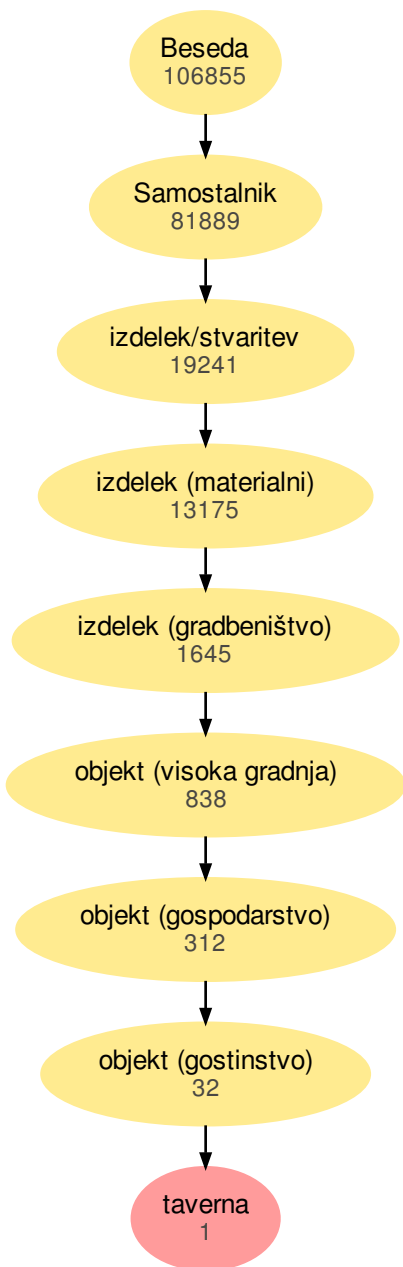 Beseda
106855
Samostalnik
81889
izdelek/stvaritev
19241
izdelek (materialni)
13175
izdelek (gradbeništvo)
1645
objekt (visoka gradnja)
838
objekt (gospodarstvo)
312
objekt (gostinstvo)
32
taverna
1